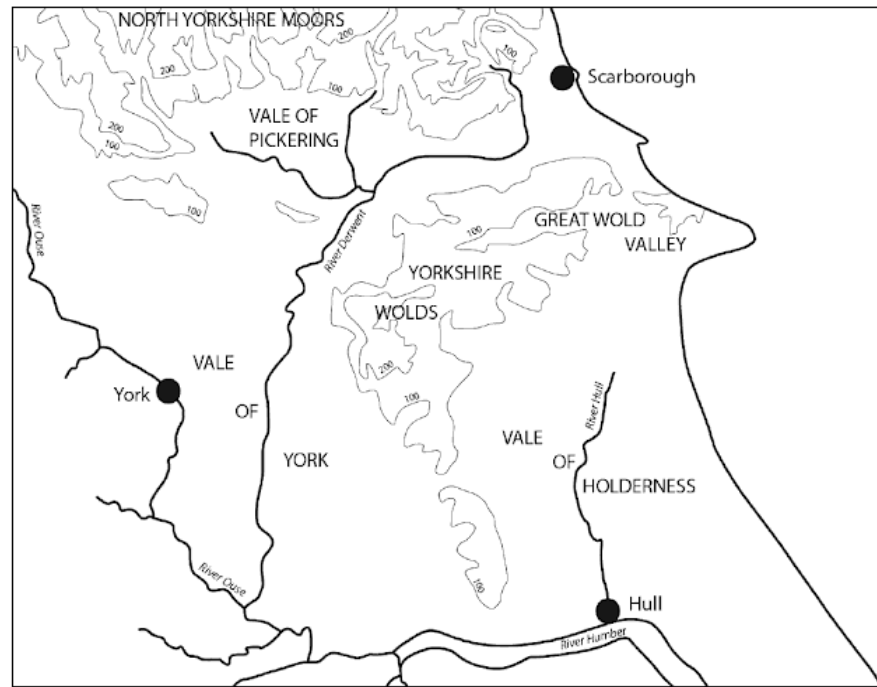 NORTH YORKSHIRE MOORS
200
100
200
100
200
100
Scarborough
VALE OF
PICKERING
100
River Ouse
River Derwent
100
GREAT WOLD
VALLEY
YORKSHIRE
WOLDS
200
100
VALE
OF
YORK
York
River Hull
VALE
OF
HOLDERNESS
100
River Ouse
Hull
River Humber